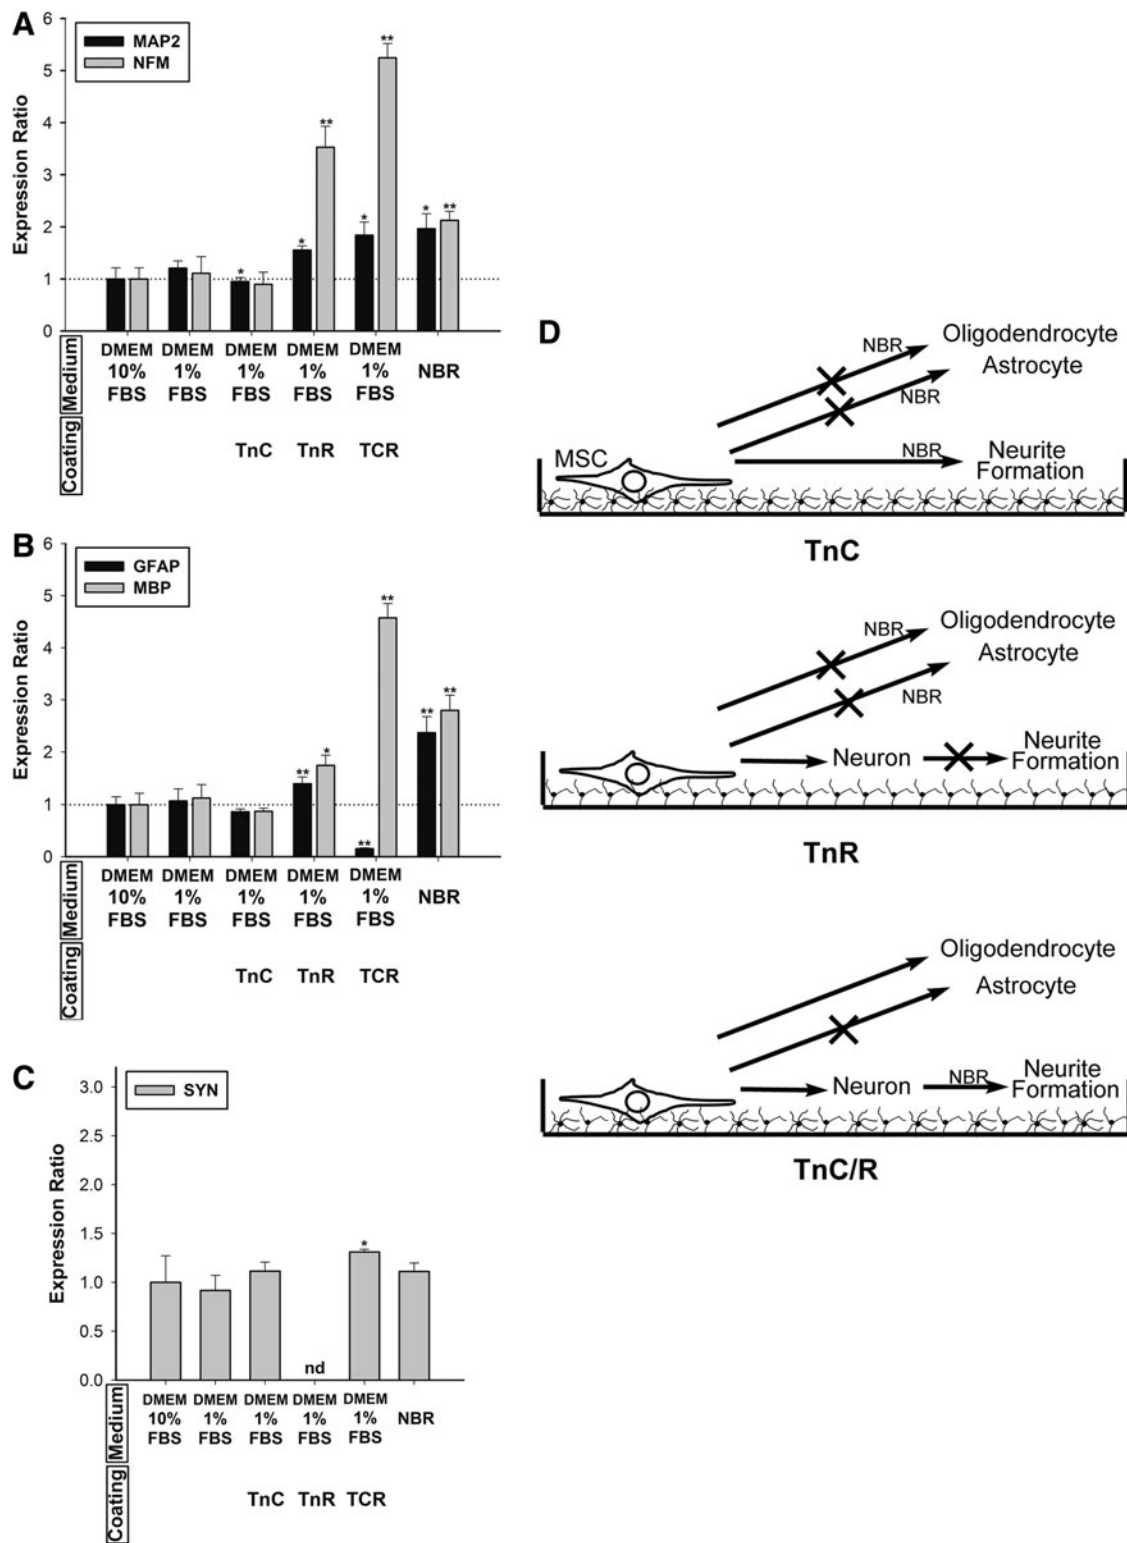 A
6
5
4
3
2
1
0
Expression Ratio
MAP2
NFM
** ** * * * * **
DMEM DMEM DMEM DMEM DMEM
10% 1% 1% 1% 1% NBR
FBS FBS FBS FBS FBS
TnC TnR TCR
Medium
Coating
B
6
5
4
3
2
1
0
Expression Ratio
GFAP
MBP
** * ** ** ** **
DMEM DMEM DMEM DMEM DMEM
10% 1% 1% 1% 1% NBR
FBS FBS FBS FBS FBS
TnC TnR TCR
Medium
Coating
C
3.0
2.5
2.0
1.5
1.0
0.5
0.0
Expression Ratio
SYN
*
nd
DMEM DMEM DMEM DMEM DMEM
10% 1% 1% 1% 1% NBR
FBS FBS FBS FBS FBS
TnC TnR TCR
Medium
Coating
D
NBR Oligodendrocyte
Astrocyte
NBR
MSC
NBR Neurite
Formation
TnC
NBR Oligodendrocyte
Astrocyte
NBR
Neuron Neurite
Formation
TnR
Oligodendrocyte
Astrocyte
Neuron NBR Neurite
Formation
TnC/R